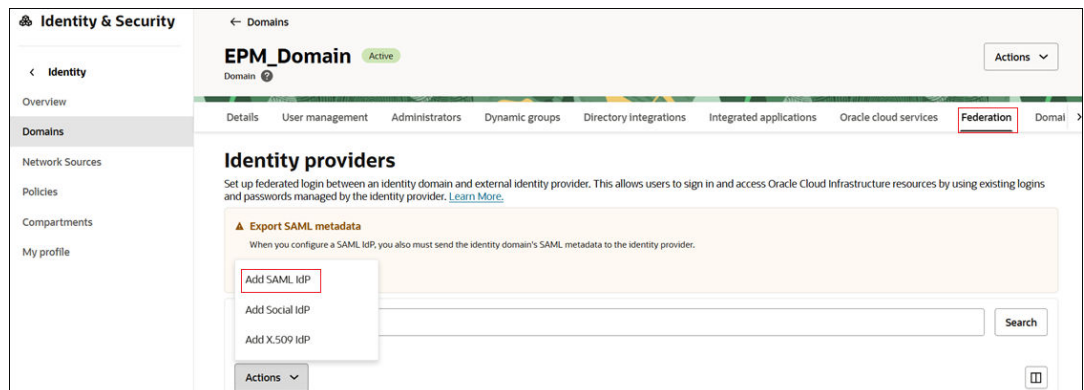 Identity & Security
← Domains
EPM_Domain Active
Domain ?
Actions
< Identity
Overview
Domains
Network Sources
Policies
Compartments
My profile
Details User management Administrators Dynamic groups Directory integrations Integrated applications Oracle cloud services Federation Domai >
Identity providers
Set up federated login between an identity domain and external identity provider. This allows users to sign in and access Oracle Cloud Infrastructure resources by using existing logins
and passwords managed by the identity provider. Learn More.
Export SAML metadata
When you configure a SAML IdP, you also must send the identity domain's SAML metadata to the identity provider.
Add SAML IdP
Add Social IdP
Add X.509 IdP
Search
Actions